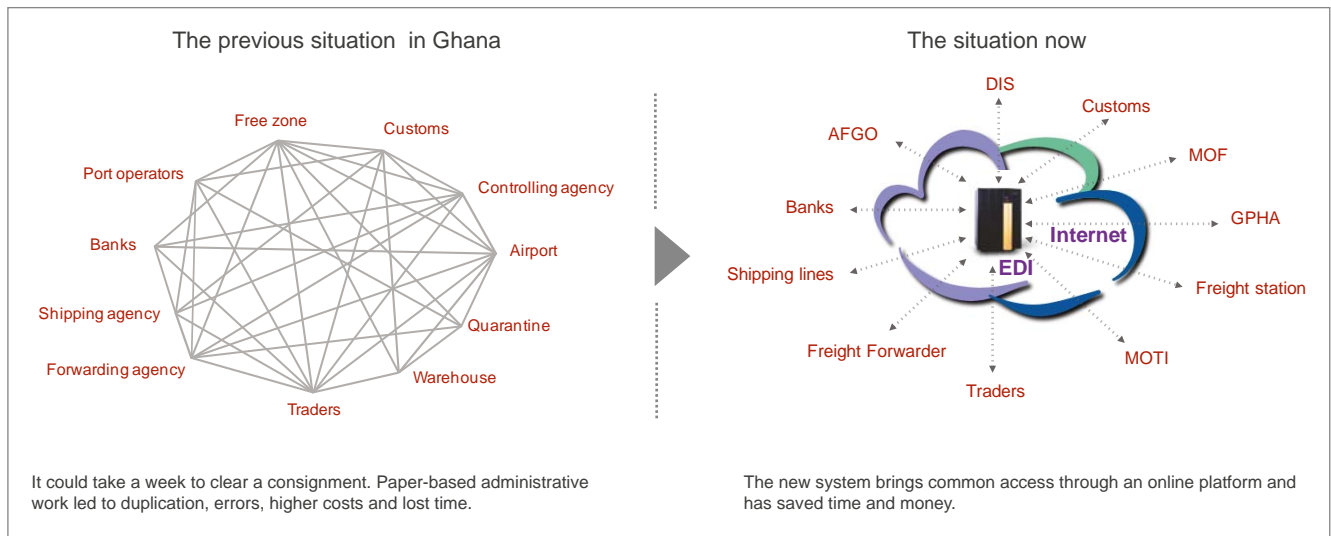 The previous situation in Ghana
Free zone
Customs
Port operators
Controlling agency
Banks
Airport
Shipping agency
Quarantine
Forwarding agency
Warehouse
Traders
It could take a week to clear a consignment. Paper-based administrative
work led to duplication, errors, higher costs and lost time.
The situation now
DIS
Customs
AFGO
MOF
Banks
GPHA
Internet
EDI
Shipping lines
Freight station
Freight Forwarder
MOTI
Traders
The new system brings common access through an online platform and
has saved time and money.